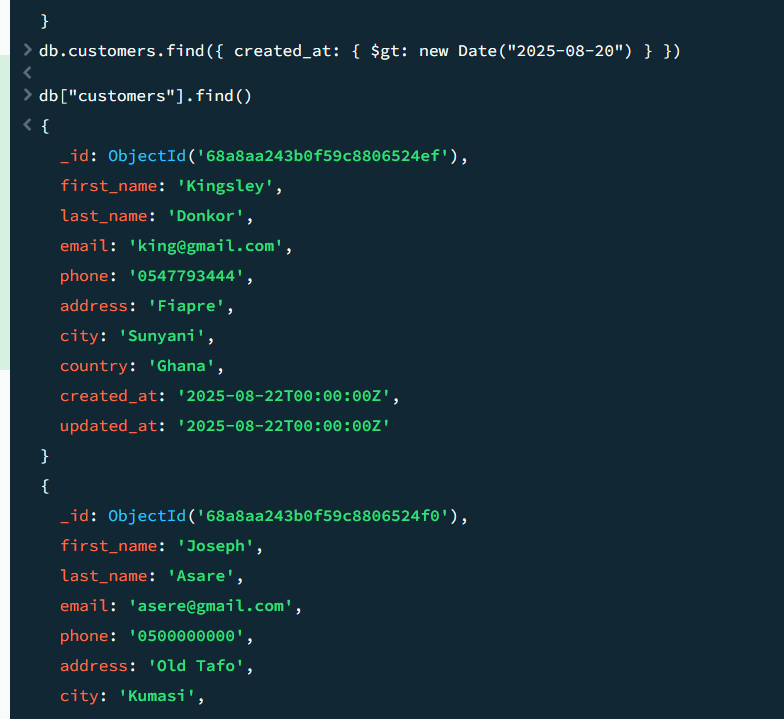 }
> db.customers.find({ created_at: { $gt: new Date("2025-08-20") } })
<
> db["customers"].find()
< {
_id: ObjectId('68a8aa243b0f59c8806524ef'),
first_name: 'Kingsley',
last_name: 'Donkor',
email: 'king@gmail.com',
phone: '0547793444',
address: 'Fiapre',
city: 'Sunyani',
country: 'Ghana',
created_at: '2025-08-22T00:00:00Z',
updated_at: '2025-08-22T00:00:00Z'
}
{
_id: ObjectId('68a8aa243b0f59c8806524f0'),
first_name: 'Joseph',
last_name: 'Asare',
email: 'asere@gmail.com',
phone: '0500000000',
address: 'Old Tafo',
city: 'Kumasi',